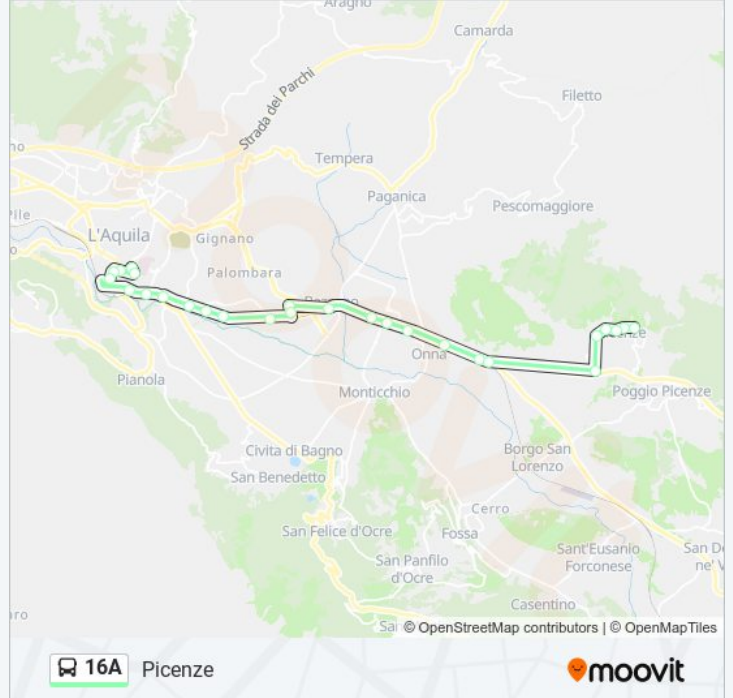 Aragno
Camarda
Strada dei Parchi
Filetto
Tempera
Paganica
Pescomaggiore
L'Aquila
Gignano
Palombara
Onna
Pianola
Monticchio
Poggio Picenze
Civita di Bagno
San Benedetto
Borgo San
Lorenzo
Cerro
San Felice d'Ocre
Fossa
San Panfilo
d'Ocre
Sant'Eusanio
Forconese
Casentino
© OpenStreetMap contributors | © OpenMapTiles
16A Picenze
moovit